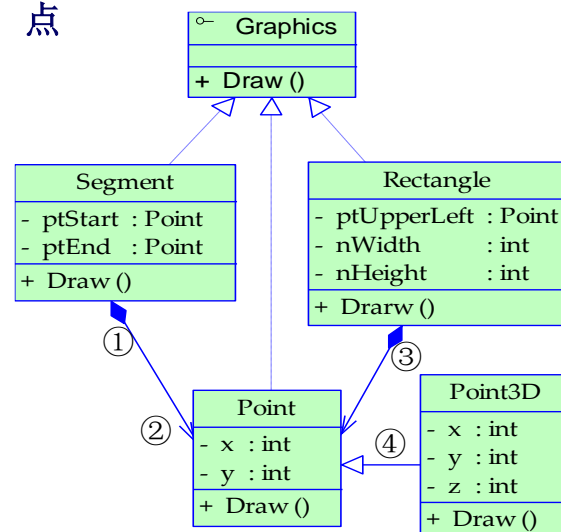 点
Graphics
+ Draw ()
Segment
- ptStart : Point
- ptEnd : Point
+ Draw ()
Rectangle
- ptUpperLeft : Point
- nWidth : int
- nHeight : int
+ Drarw ()
①
③
②
Point
- x : int
- y : int
+ Draw ()
④
Point3D
- x : int
- y : int
- z : int
+ Draw ()